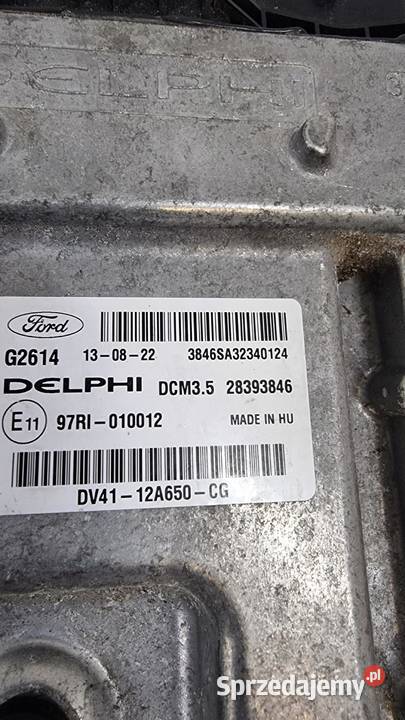 DELPHI
3
Ford
G2614 13-08-22 3846SA32340124
DELPHI DCM3.5 28393846
E11 97RI-010012 MADE IN HU
DV41-12A650-CG
Sprzedajemy.pl